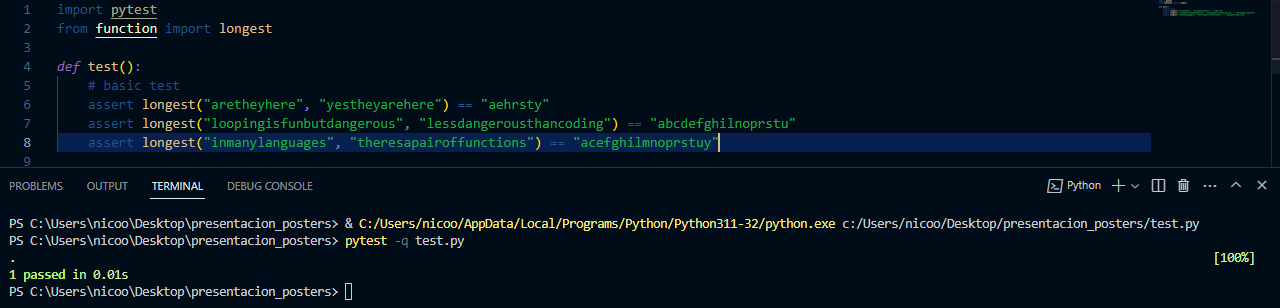 1 import pytest
2 from function import longest
3
4 def test():
5 # basic test
6 assert longest("aretheyhere", "yestheyarehere") == "aehrsty"
7 assert longest("loopingisfunbutdangerous", "lessdangerousthancoding") == "abcdefghilnoprstu"
8 assert longest("inmanylanguages", "theresapairoffunctions") == "acefghilmnoprstuy"
9
PROBLEMS OUTPUT TERMINAL DEBUG CONSOLE Python
PS C:\Users\nicoo\Desktop\presentacion_posters> & C:/Users/nicoo/AppData/Local/Programs/Python/Python311-32/python.exe c:/Users/nicoo/Desktop/presentacion_posters/test.py
PS C:\Users\nicoo\Desktop\presentacion_posters> pytest -q test.py
. [100%]
1 passed in 0.01s
PS C:\Users\nicoo\Desktop\presentacion_posters>